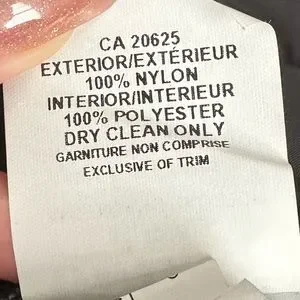 CA 20625
EXTERIOR/EXTÉRIEUR
100% NYLON
INTERIOR/INTERIEUR
100% POLYESTER
DRY CLEAN ONLY
GARNITURE NON COMPRISE
EXCLUSIVE OF TRIM